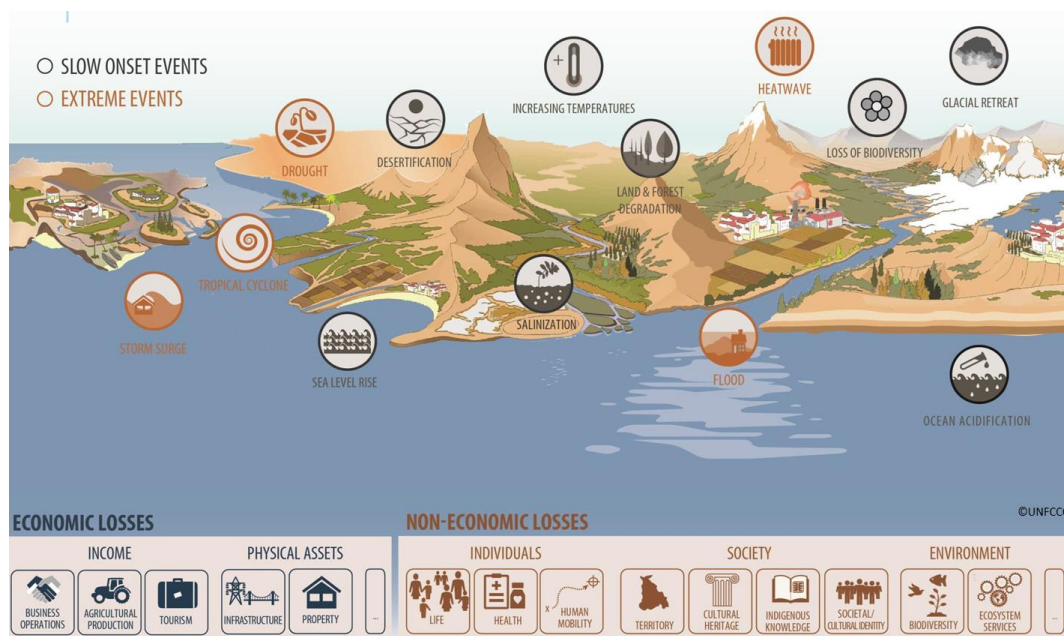 SLOW ONSET EVENTS
EXTREME EVENTS
INCREASING TEMPERATURES
HEATWAVE
GLACIAL RETREAT
DROUGHT
DESERTIFICATION
LAND & FOREST
DEGRADATION
LOSS OF BIODIVERSITY
TROPICAL CYCLONE
STORM SURGE
SEA LEVEL RISE
SALINIZATION
FLOOD
OCEAN ACIDIFICATION
©UNFCC
ECONOMIC LOSSES
INCOME
PHYSICAL ASSETS
BUSINESS
OPERATIONS
AGRICULTURAL
PRODUCTION
TOURISM
INFRASTRUCTURE
PROPERTY
...
NON-ECONOMIC LOSSES
INDIVIDUALS
SOCIETY
ENVIRONMENT
LIFE
HEALTH
X
HUMAN
MOBILITY
TERRITORY
CULTURAL
HERITAGE
INDIGENOUS
KNOWLEDGE
SOCIETAL/
CULTURAL IDENTITY
BIODIVERSITY
ECOSYSTEM
SERVICES